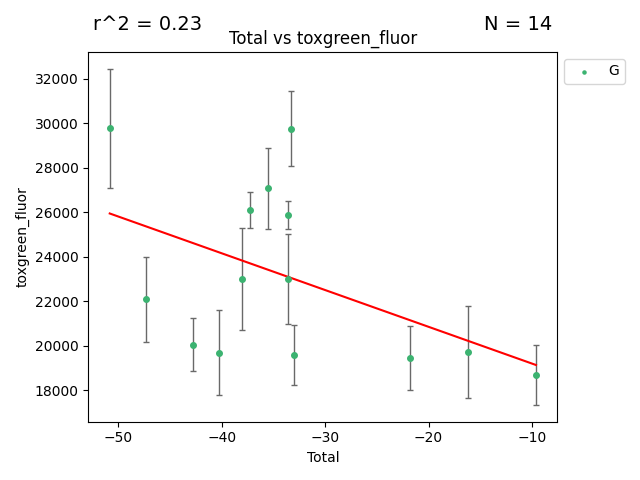 r^2 = 0.23
N = 14
Total vs toxgreen_fluor
G
32000
30000
28000
26000
24000
22000
20000
18000
toxgreen_fluor
−50
−40
−30
−20
−10
Total